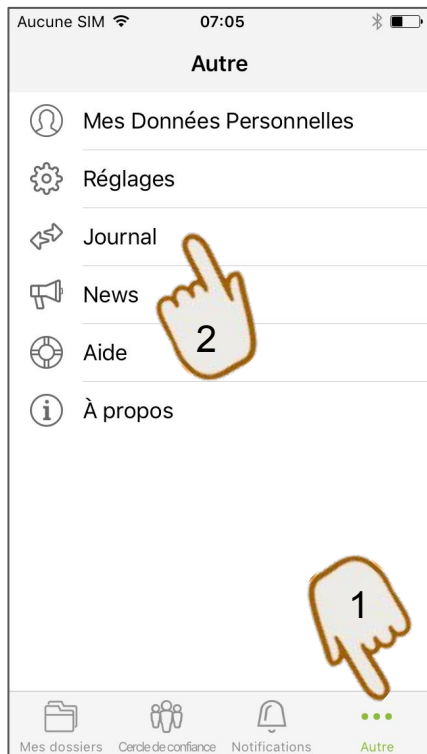 Aucune SIM 07:05
Autre
Mes Données Personnelles
Réglages
Journal
News
2
Aide
À propos
1
Mes dossiers Cercle de confiance Notifications Autre